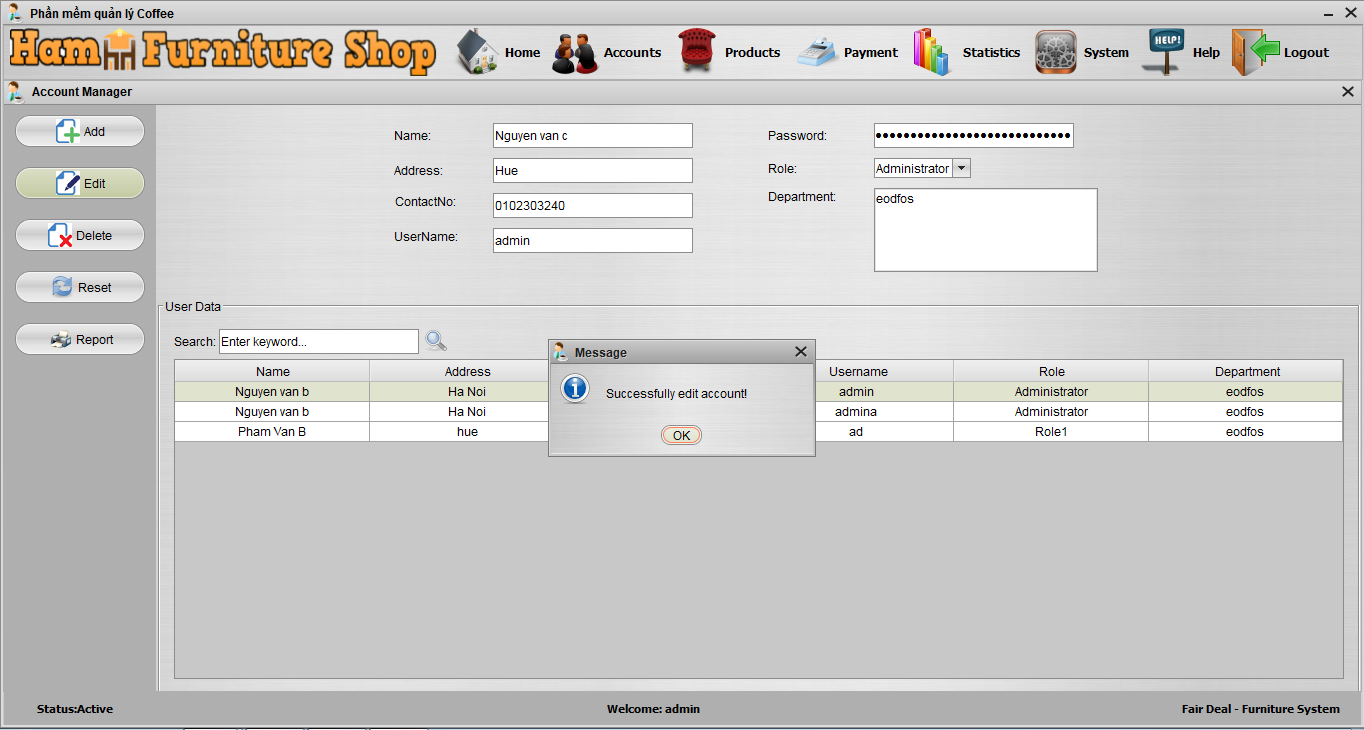 Phần mềm quản lý Coffee
Ham Furniture Shop
Home
Accounts
Products
Payment
Statistics
System
HELP!
Help
Logout
Account Manager
Add
Edit
Delete
Reset
Report
Name: Nguyen van c
Address: Hue
ContactNo: 0102303240
UserName: admin
Password:
Role: Administrator
Department: eodfos
User Data
Search: Enter keyword...
Name Address Username Role Department
Nguyen van b Ha Noi admin Administrator eodfos
Nguyen van b Ha Noi admina Administrator eodfos
Pham Van B hue ad Role1 eodfos
Message
Successfully edit account!
OK
Status:Active
Welcome: admin
Fair Deal - Furniture System